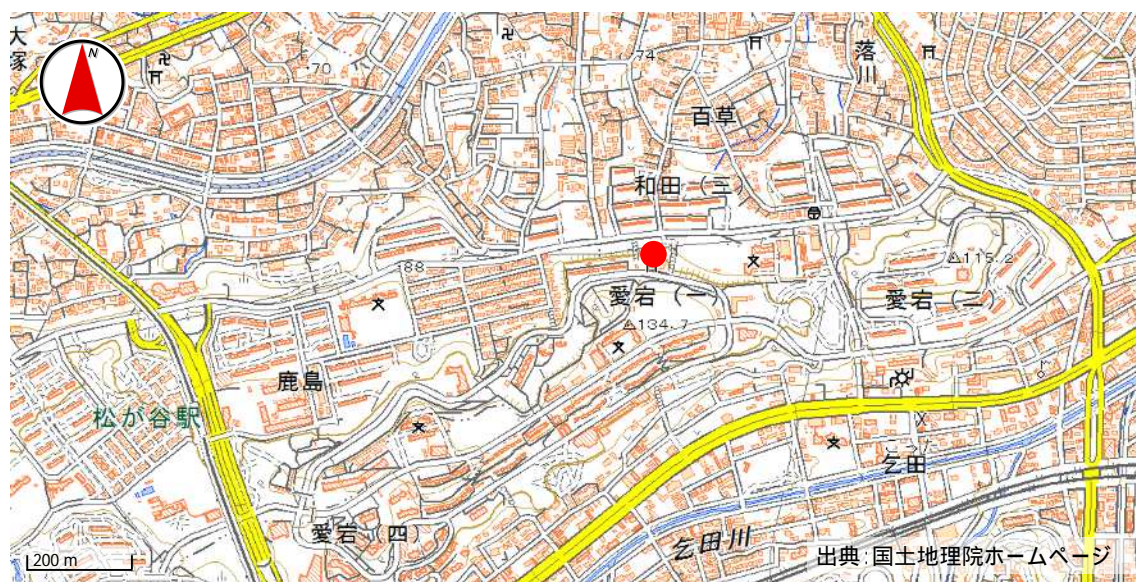 大塚
N
70
74
落川
百草
和田（三）
88
115.2
愛宕（一）
愛宕（二）
134.7
鹿島
松が谷駅
乞田
愛宕（四）
乞田川
200 m
出典：国土地理院ホームページ